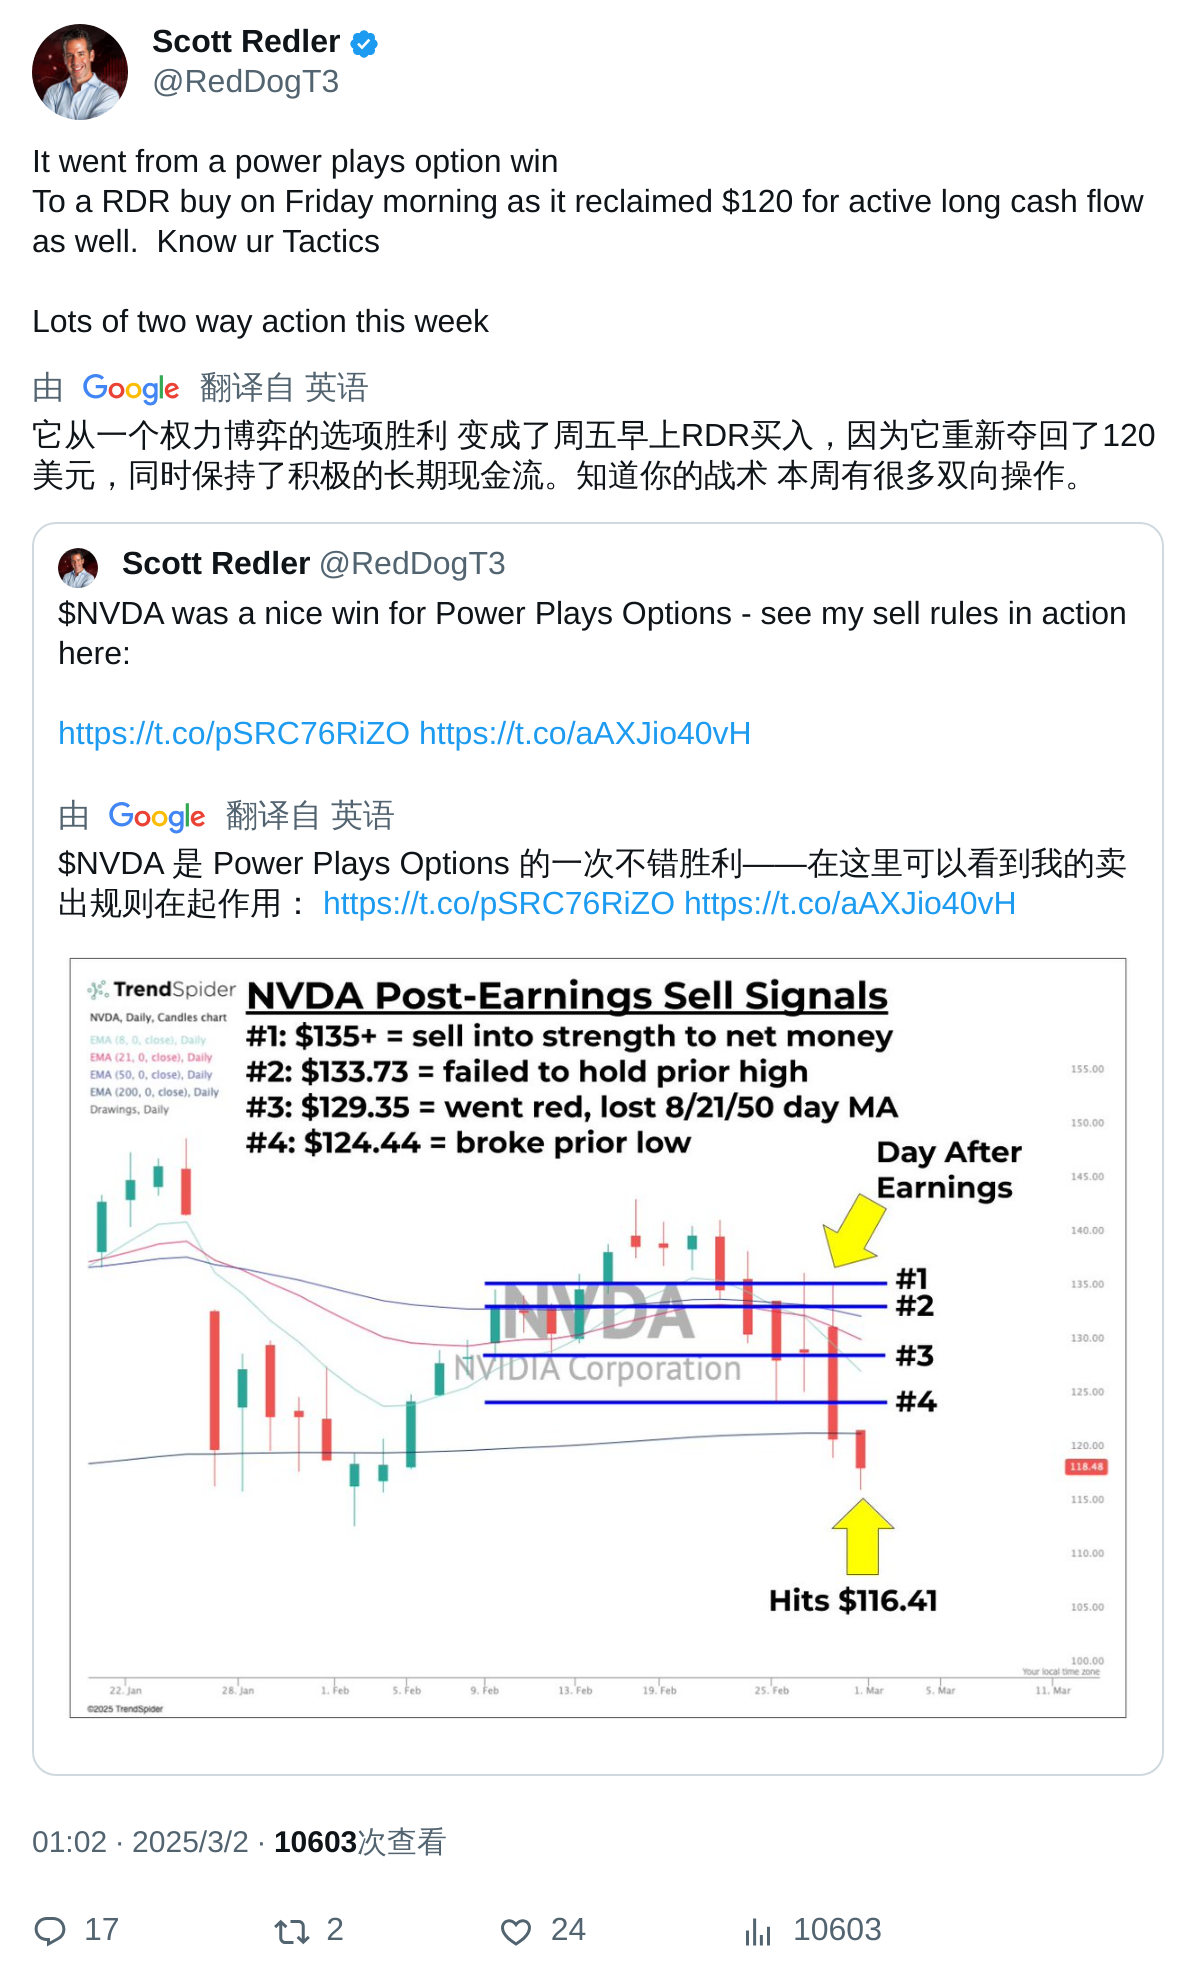 Scott Redler
@RedDogT3
It went from a power plays option win
To a RDR buy on Friday morning as it reclaimed $120 for active long cash flow
as well.  Know ur Tactics
Lots of two way action this week
由 Google 翻译自 英语
它从一个权力博弈的选项胜利 变成了周五早上RDR买入，因为它重新夺回了120
美元，同时保持了积极的长期现金流。知道你的战术 本周有很多双向操作。
Scott Redler @RedDogT3
$NVDA was a nice win for Power Plays Options - see my sell rules in action
here:
https://t.co/pSRC76RiZO https://t.co/aAXJio40vH
由 Google 翻译自 英语
$NVDA 是 Power Plays Options 的一次不错胜利——在这里可以看到我的卖
出规则在起作用： https://t.co/pSRC76RiZO https://t.co/aAXJio40vH
TrendSpider
NVDA, Daily, Candles chart
EMA (8, 0, close), Daily
EMA (21, 0, close), Daily
EMA (50, 0, close), Daily
EMA (200, 0, close), Daily
Drawings, Daily
NVDA Post-Earnings Sell Signals
#1: $135+ = sell into strength to net money
#2: $133.73 = failed to hold prior high
#3: $129.35 = went red, lost 8/21/50 day MA
#4: $124.44 = broke prior low
Day After
Earnings
#1
#2
#3
#4
NVDA
NVIDIA Corporation
Hits $116.41
155.00
150.00
145.00
140.00
135.00
130.00
125.00
120.00
118.48
115.00
110.00
105.00
100.00
Your local time zone
22. Jan 28. Jan 1. Feb 5. Feb 9. Feb 13. Feb 19. Feb 25. Feb 1. Mar 5. Mar 11. Mar
©2025 TrendSpider
01:02 · 2025/3/2 · 10603次查看
17 2 24 10603